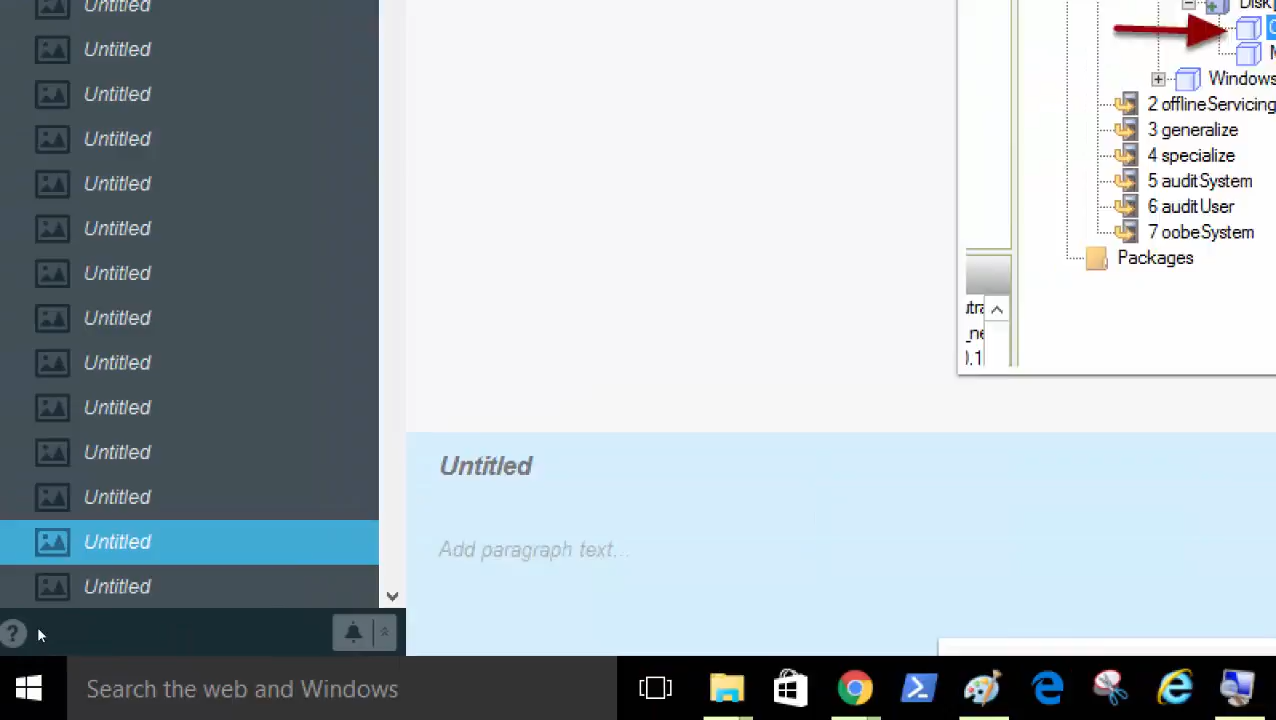 Untitled
Untitled
Untitled
Untitled
Untitled
Untitled
Untitled
Untitled
Untitled
Untitled
Untitled
Untitled
Untitled
Untitled
Disk
Windows
2 offlineServicing
3 generalize
4 specialize
5 auditSystem
6 auditUser
7 oobeSystem
Packages
Untitled
Add paragraph text...
Search the web and Windows